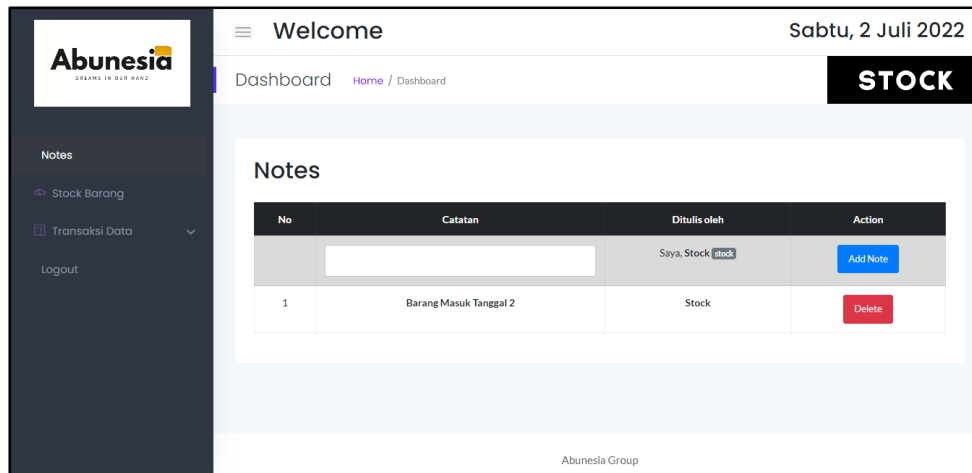 Abunesia
DREAMS IN OUR HAND
Notes
Stock Barang
Transaksi Data
Logout
Welcome
Sabtu, 2 Juli 2022
Dashboard
Home / Dashboard
STOCK
Notes
No Catatan Ditulis oleh Action
Saya, Stock stock Add Note
1 Barang Masuk Tanggal 2 Stock Delete
Abunesia Group